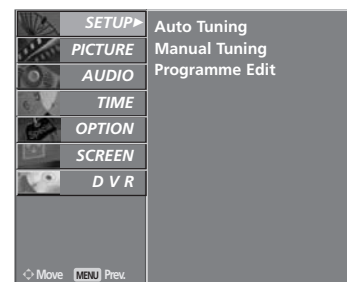 SETUP►
PICTURE
AUDIO
TIME
OPTION
SCREEN
D V R
Auto Tuning
Manual Tuning
Programme Edit
Move MENU Prev.